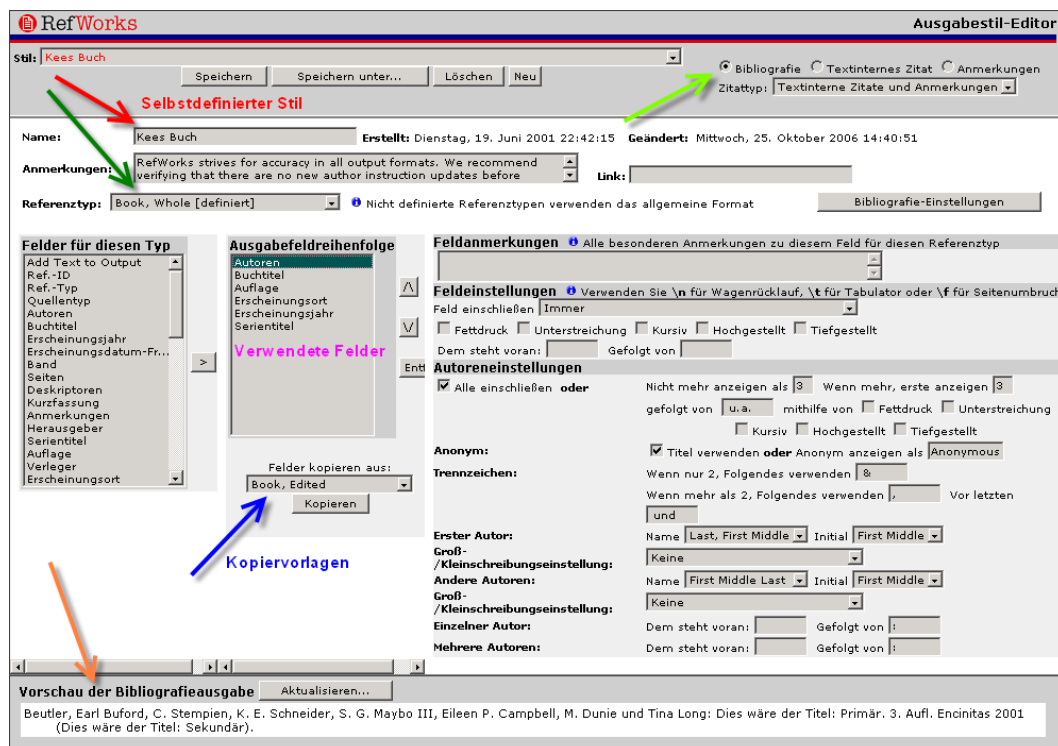 RefWorks
Ausgabestil-Editor
Stil: Kees Buch
Speichern Speichern unter... Löschen Neu
Bibliografie Textinternes Zitat Anmerkungen
Zitattyp: Textinterne Zitate und Anmerkungen
Selbstdefinierter Stil
Name: Kees Buch Erstellt: Dienstag, 19. Juni 2001 22:42:15 Geändert: Mittwoch, 25. Oktober 2006 14:40:51
Anmerkungen: RefWorks strives for accuracy in all output formats. We recommend
verifying that there are no new author instruction updates before
Link:
Referenztyp: Book, Whole [definiert] Nicht definierte Referenztypen verwenden das allgemeine Format Bibliografie-Einstellungen
Felder für diesen Typ
Add Text to Output
Ref.-ID
Ref.-Typ
Quellentyp
Autoren
Buchtitel
Erscheinungsjahr
Erscheinungsdatum-Fr...
Band
Seiten
Deskriptoren
Kurzfassung
Anmerkungen
Herausgeber
Serientitel
Auflage
Verleger
Erscheinungsort
>
Ausgabefeldreihenfolge
Autoren
Buchtitel
Auflage
Erscheinungsort
Erscheinungsjahr
Serientitel
Verwendete Felder
/\
\/
Entf
Felder kopieren aus:
Book, Edited
Kopieren
Kopiervorlagen
Feldanmerkungen Alle besonderen Anmerkungen zu diesem Feld für diesen Referenztyp
Feldeinstellungen Verwenden Sie \n für Wagenrücklauf, \t für Tabulator oder \f für Seitenumbruch
Feld einschließen Immer
Fettdruck Unterstreichung Kursiv Hochgestellt Tiefgestellt
Dem steht voran: Gefolgt von
Autoreneinstellungen
Alle einschließen oder Nicht mehr anzeigen als 3 Wenn mehr, erste anzeigen 3
gefolgt von u.a. mithilfe von Fettdruck Unterstreichung
Kursiv Hochgestellt Tiefgestellt
Anonym: Titel verwenden oder Anonym anzeigen als Anonymous
Trennzeichen: Wenn nur 2, Folgendes verwenden &
Wenn mehr als 2, Folgendes verwenden , Vor letzten
und
Erster Autor: Name Last, First Middle Initial First Middle
Groß-
/Kleinschreibungseinstellung: Keine
Andere Autoren: Name First Middle Last Initial First Middle
Groß-
/Kleinschreibungseinstellung: Keine
Einzelner Autor: Dem steht voran: Gefolgt von :
Mehrere Autoren: Dem steht voran: Gefolgt von :
Vorschau der Bibliografieausgabe Aktualisieren...
Beutler, Earl Buford, C. Stempien, K. E. Schneider, S. G. Maybo III, Eileen P. Campbell, M. Dunie und Tina Long: Dies wäre der Titel: Primär. 3. Aufl. Encinitas 2001
(Dies wäre der Titel: Sekundär).